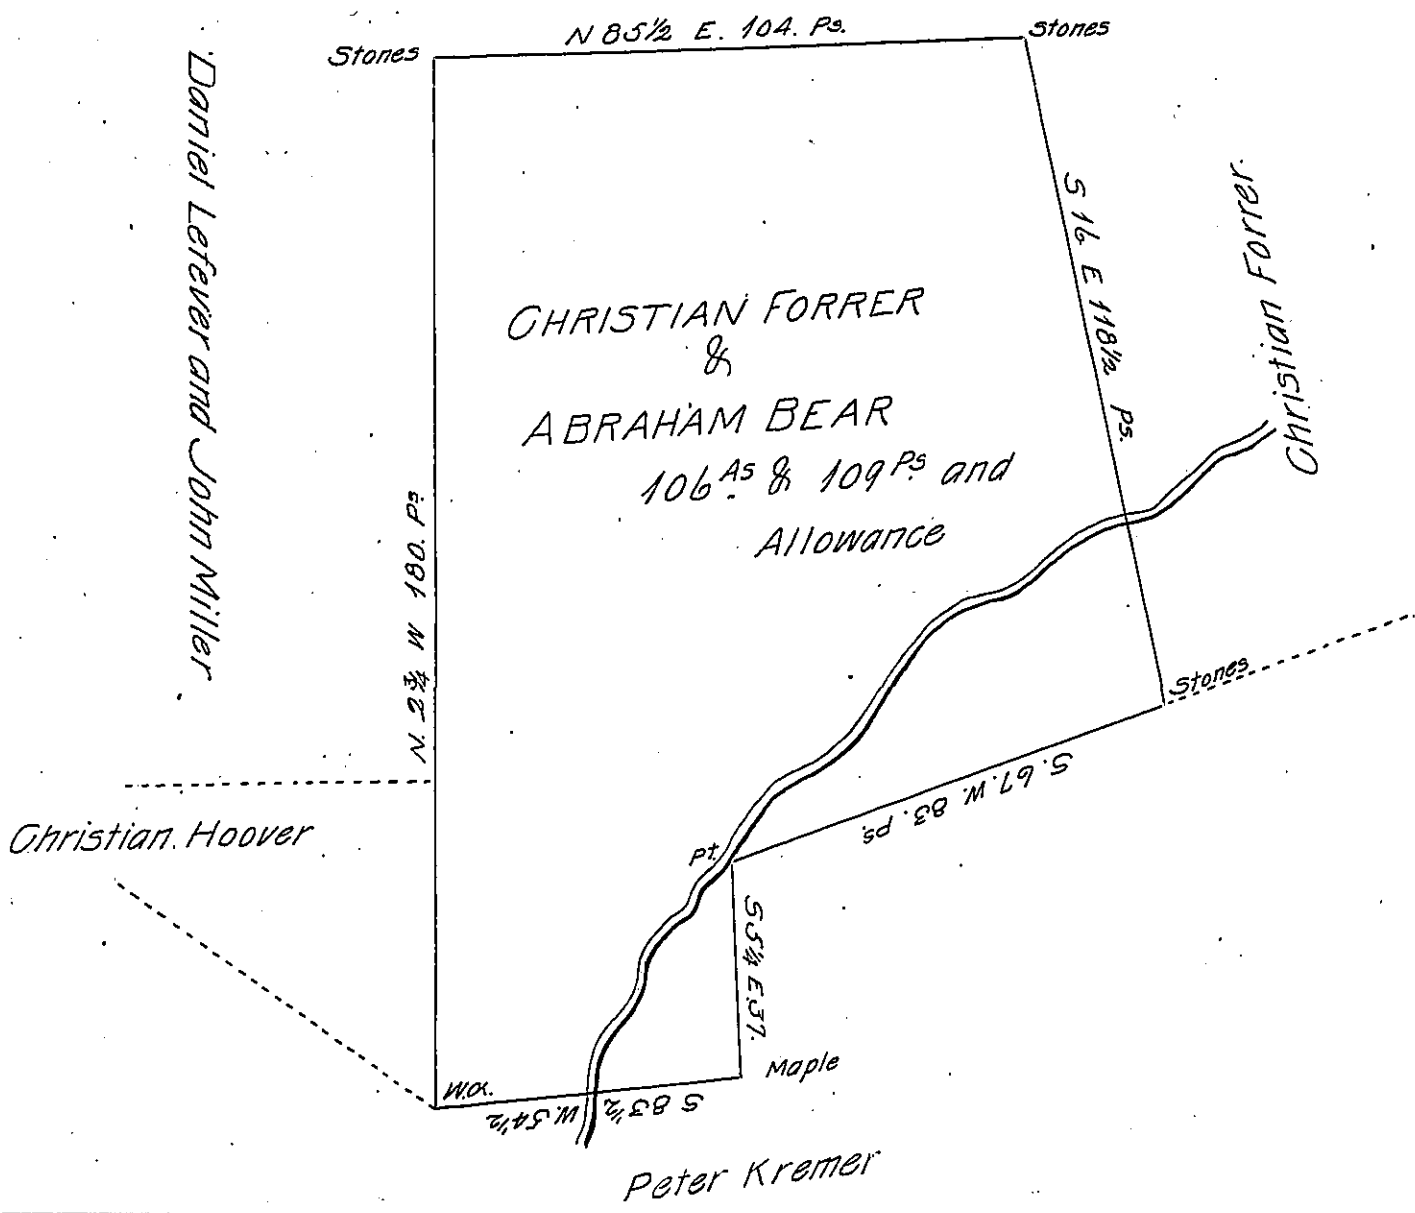 N 85½ E. 104. Ps.
Stones
Stones
Daniel Lefever and John Miller
S 16 E 118½ Ps.
Christian Forrer.
CHRISTIAN FORRER
&
ABRAHAM BEAR
106 As & 109 Ps and
Allowance
N. 2¾ W 180. Ps
Stones
S. 67. W. 83. ps.
Christian. Hoover
Pt.
S 5¼ E. 37.
Maple
W.O.
S 83½ W. 54½
Peter Kremer